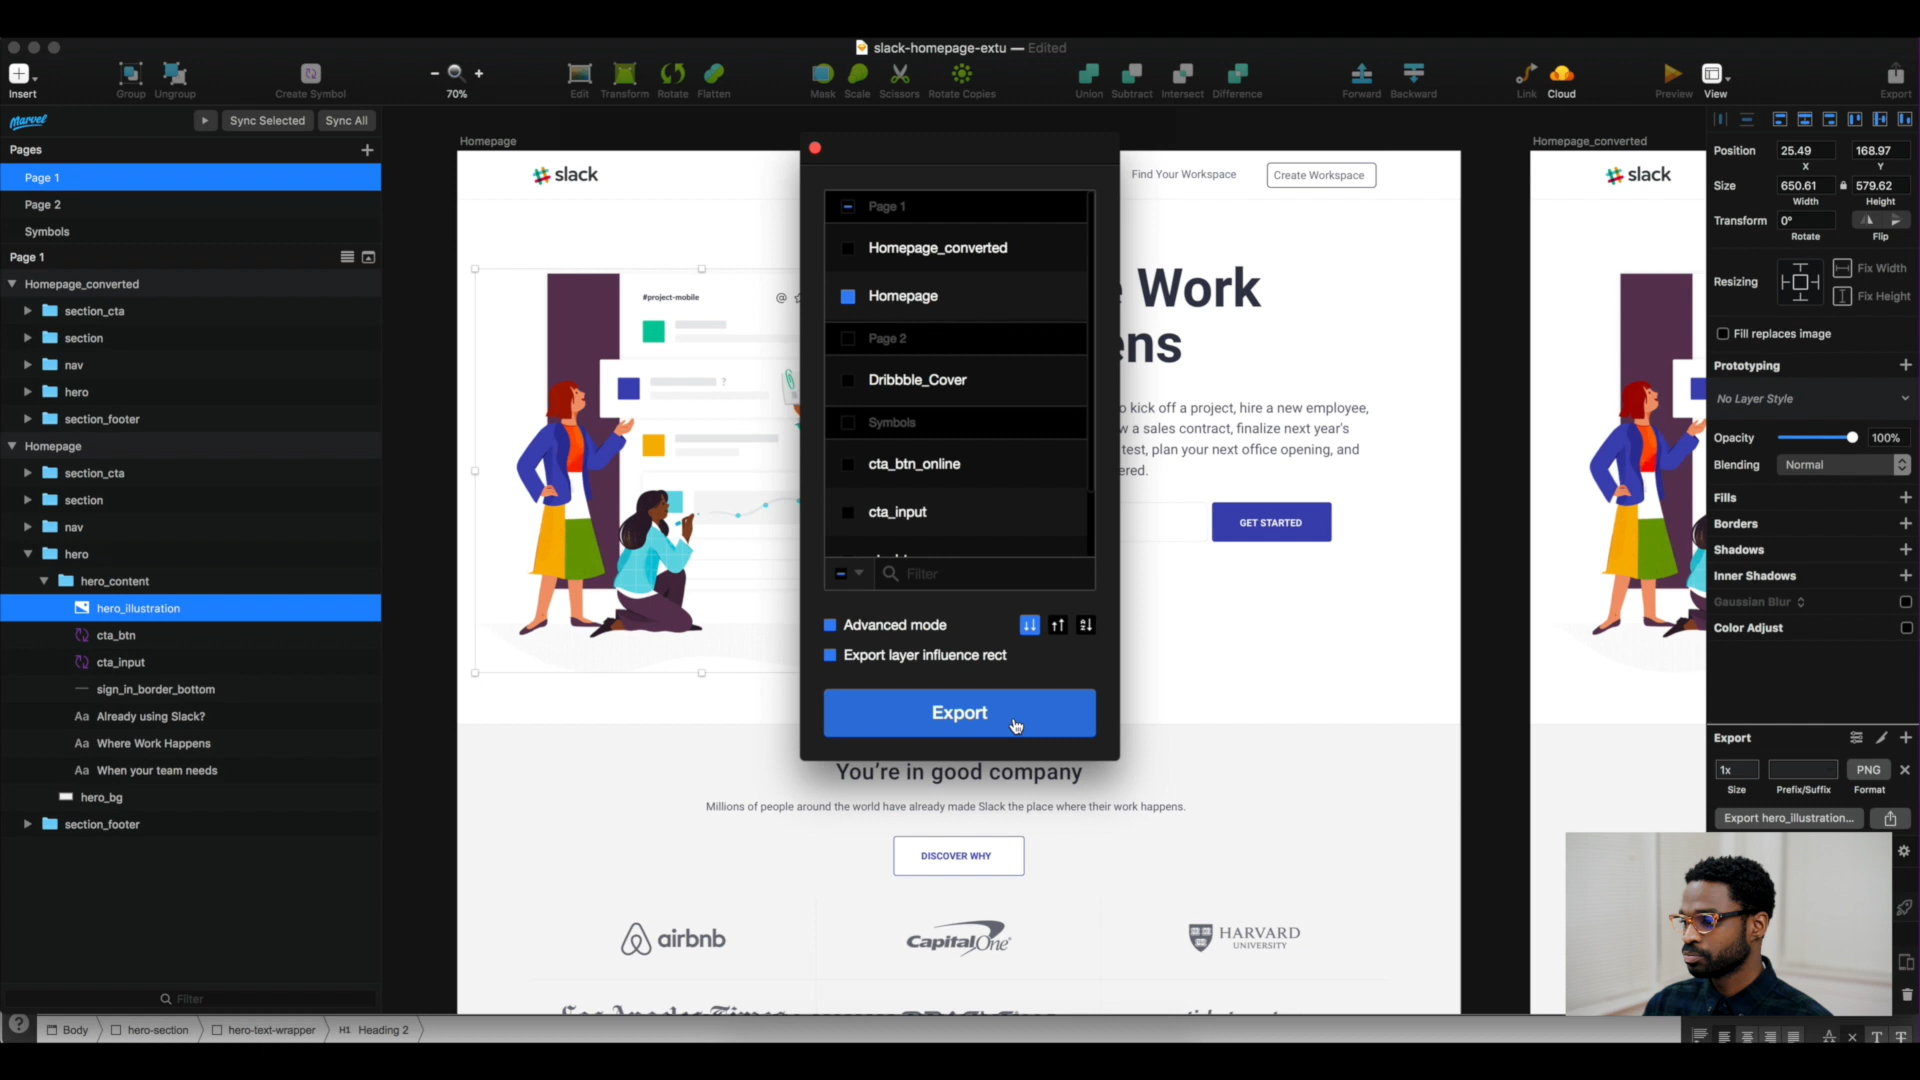 slack-homepage-extu — Edited
Insert
Group
Ungroup
Create Symbol
70%
Edit
Transform
Rotate
Flatten
Mask
Scale
Scissors
Rotate Copies
Union
Subtract
Intersect
Difference
Forward
Backward
Link
Cloud
Preview
View
Export
Marvel
Sync Selected
Sync All
Pages
Page 1
Page 2
Symbols
Page 1
Homepage_converted
section_cta
section
nav
hero
section_footer
Homepage
section_cta
section
nav
hero
hero_content
hero_illustration
cta_btn
cta_input
sign_in_border_bottom
Aa Already using Slack?
Aa Where Work Happens
Aa When your team needs
hero_bg
section_footer
Filter
Homepage
slack
Find Your Workspace
Create Workspace
#project-mobile
@
?
Work
ens
kick off a project, hire a new employee,
a sales contract, finalize next year's
test, plan your next office opening, and
ered.
GET STARTED
You're in good company
Millions of people around the world have already made Slack the place where their work happens.
DISCOVER WHY
airbnb
Capital One
HARVARD
UNIVERSITY
Los Angeles Times
Page 1
Homepage_converted
Homepage
Page 2
Dribbble_Cover
Symbols
cta_btn_online
cta_input
Filter
Advanced mode
Export layer influence rect
Export
Homepage_converted
slack
Position 25.49 168.97
X Y
Size 650.61 579.62
Width Height
Transform 0°
Rotate Flip
Resizing
Fix Width
Fix Height
Fill replaces image
Prototyping
No Layer Style
Opacity 100%
Blending Normal
Fills
Borders
Shadows
Inner Shadows
Gaussian Blur
Color Adjust
Export
1x PNG
Size Prefix/Suffix Format
Export hero_illustration...
Body
hero-section
hero-text-wrapper
H1 Heading 2